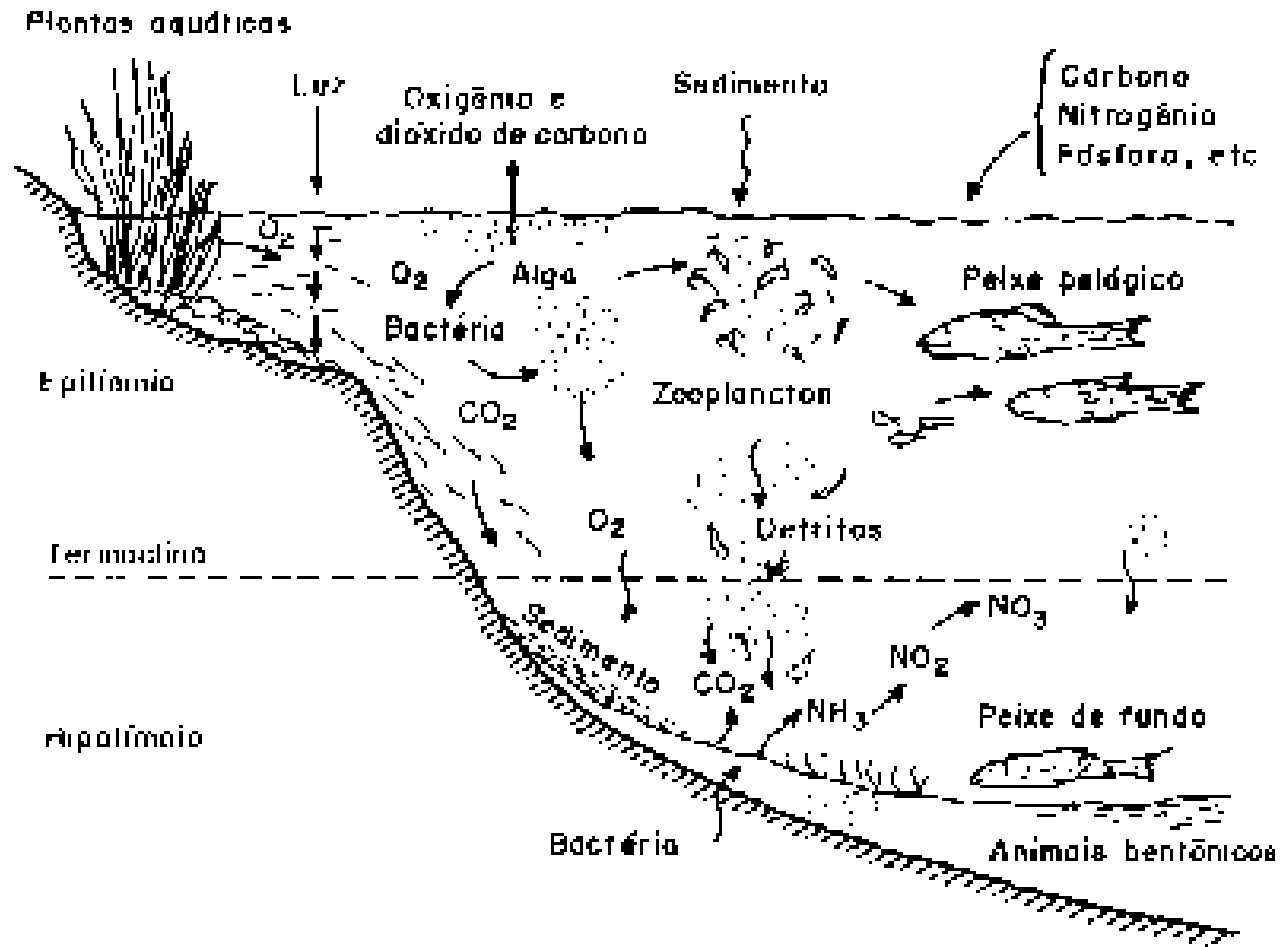 Plantas aquáticas
Luz
Oxigênio e
dióxido de carbono
Sedimento
Carbono
Nitrogênio
Fósforo, etc
O2
O2
Alga
Bactéria
Peixe pelágico
Epilímnio
CO2
Zooplancton
O2
Detritos
Termoclina
Sedimento
NO3
NO2
CO2
NH3
Peixe de fundo
Hipolímnio
Bactéria
Animais bentônicos